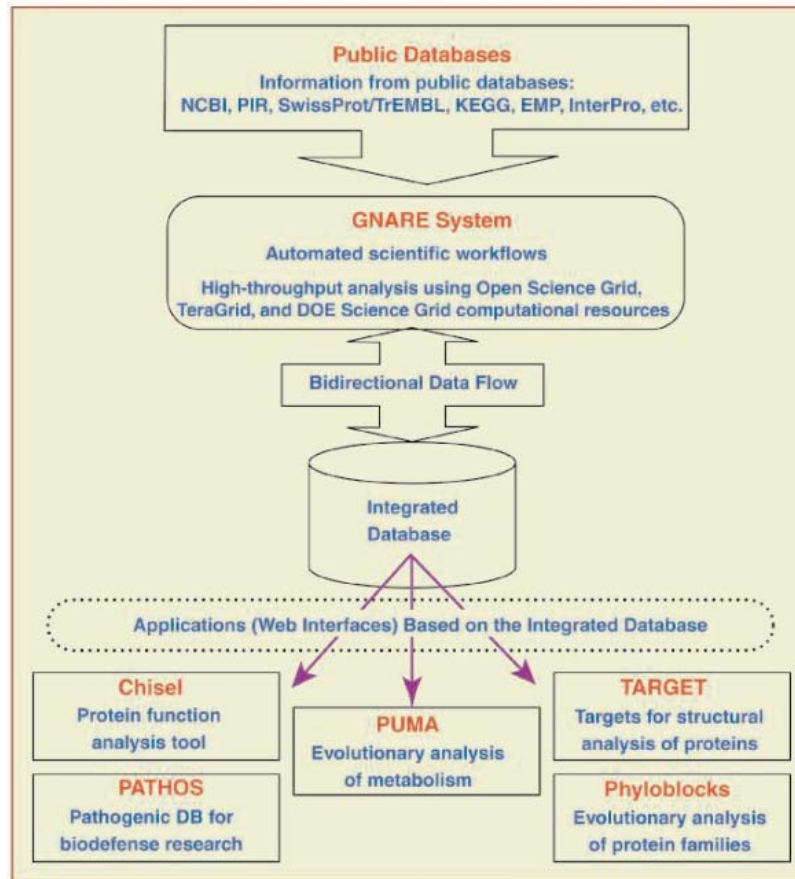 Public Databases
Information from public databases:
NCBI, PIR, SwissProt/TrEMBL, KEGG, EMP, InterPro, etc.
GNARE System
Automated scientific workflows
High-throughput analysis using Open Science Grid,
TeraGrid, and DOE Science Grid computational resources
Bidirectional Data Flow
Integrated
Database
Applications (Web Interfaces) Based on the Integrated Database
Chisel
Protein function
analysis tool
PATHOS
Pathogenic DB for
biodefense research
PUMA
Evolutionary analysis
of metabolism
TARGET
Targets for structural
analysis of proteins
Phyloblocks
Evolutionary analysis
of protein families